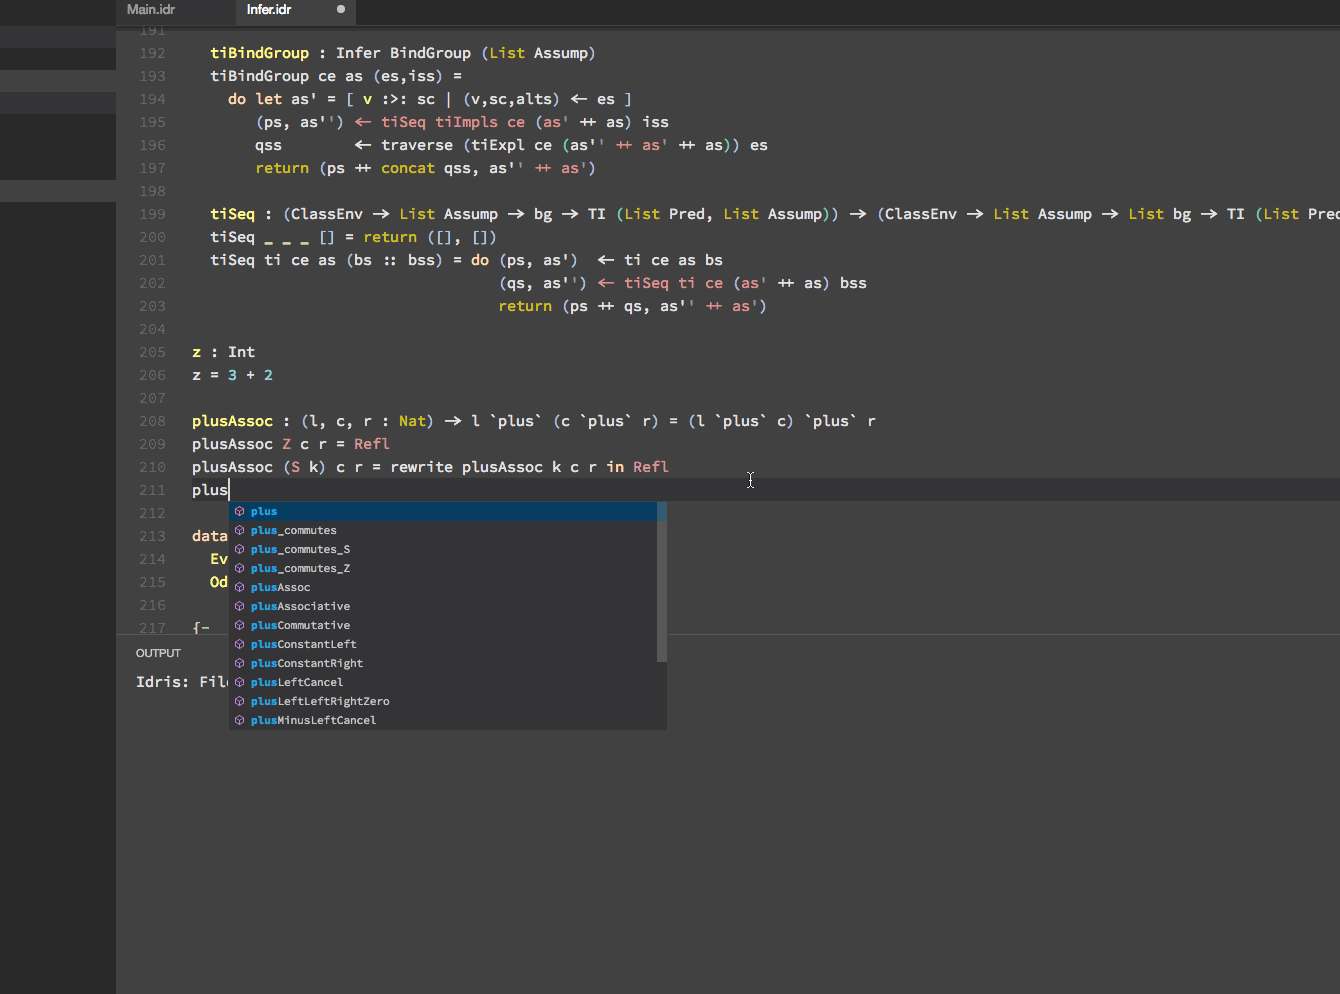 Main.idr Infer.idr
191
192 tiBindGroup : Infer BindGroup (List Assump)
193 tiBindGroup ce as (es,iss) =
194 do let as' = [ v :>: sc | (v,sc,alts) ← es ]
195 (ps, as'') ← tiSeq tiImpls ce (as' ++ as) iss
196 qss ← traverse (tiExpl ce (as'' ++ as' ++ as)) es
197 return (ps ++ concat qss, as'' ++ as')
198
199 tiSeq : (ClassEnv → List Assump → bg → TI (List Pred, List Assump)) → (ClassEnv → List Assump → List bg → TI (List Pred
200 tiSeq _ _ _ [] = return ([], [])
201 tiSeq ti ce as (bs :: bss) = do (ps, as') ← ti ce as bs
202 (qs, as'') ← tiSeq ti ce (as' ++ as) bss
203 return (ps ++ qs, as'' ++ as')
204
205 z : Int
206 z = 3 + 2
207
208 plusAssoc : (l, c, r : Nat) → l `plus` (c `plus` r) = (l `plus` c) `plus` r
209 plusAssoc Z c r = Refl
210 plusAssoc (S k) c r = rewrite plusAssoc k c r in Refl
211 plus
212
213 data
214 Ev
215 Od
216
217 {-
plus
plus_commutes
plus_commutes_S
plus_commutes_Z
plusAssoc
plusAssociative
plusCommutative
plusConstantLeft
plusConstantRight
plusLeftCancel
plusLeftLeftRightZero
plusMinusLeftCancel
OUTPUT
Idris: File